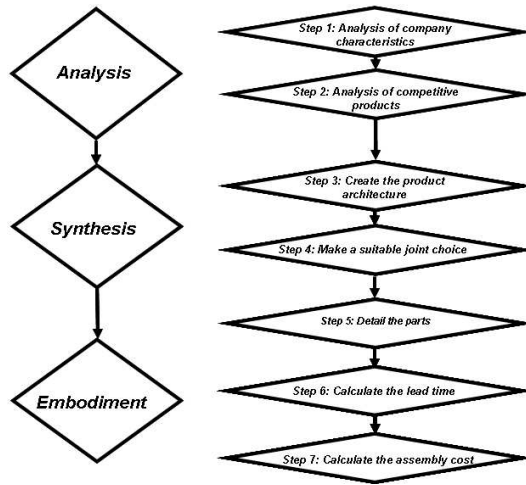 Analysis
Synthesis
Embodiment
Step 1: Analysis of company
characteristics
Step 2: Analysis of competitive
products
Step 3: Create the product
architecture
Step 4: Make a suitable joint choice
Step 5: Detail the parts
Step 6: Calculate the lead time
Step 7: Calculate the assembly cost